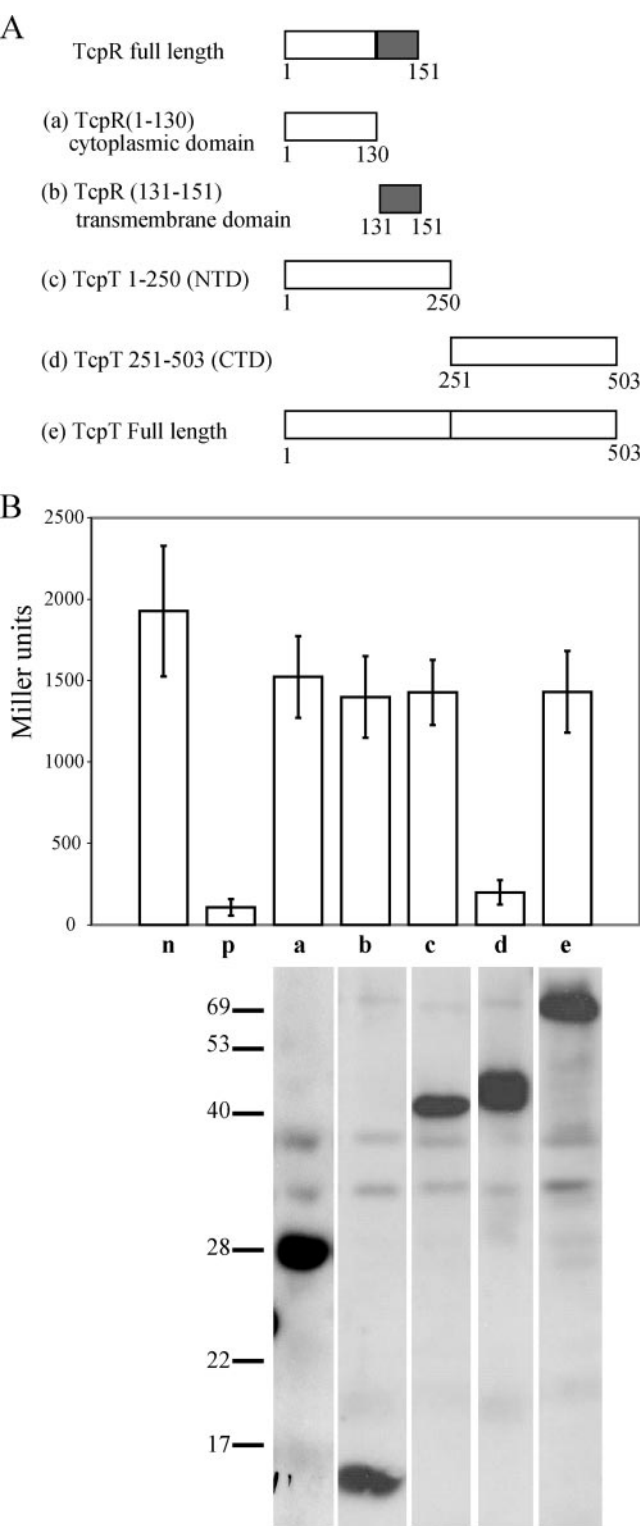 A
TcpR full length
1 151
(a) TcpR(1-130)
cytoplasmic domain
1 130
(b) TcpR (131-151)
transmembrane domain
131 151
(c) TcpT 1-250 (NTD)
1 250
(d) TcpT 251-503 (CTD)
251 503
(e) TcpT Full length
1 503
B
Miller units
2500
2000
1500
1000
500
0
n p a b c d e
69
53
40
28
22
17